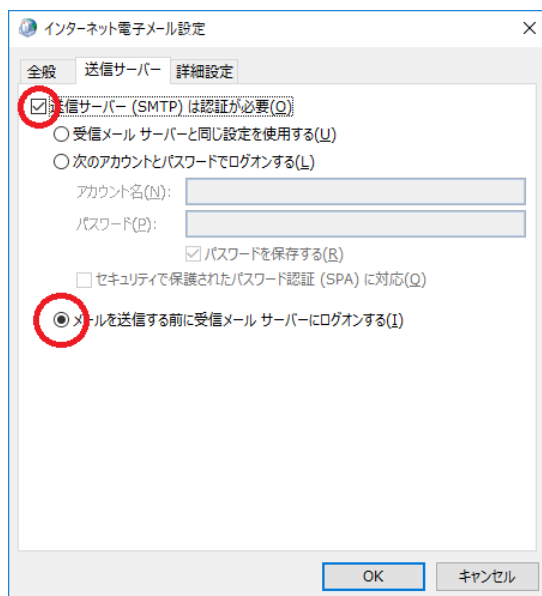 インターネット電子メール設定
全般 送信サーバー 詳細設定
送信サーバー (SMTP) は認証が必要(O)
受信メール サーバーと同じ設定を使用する(U)
次のアカウントとパスワードでログオンする(L)
アカウント名(N):
パスワード(P):
パスワードを保存する(R)
セキュリティで保護されたパスワード認証 (SPA) に対応(Q)
メールを送信する前に受信メール サーバーにログオンする(I)
OK キャンセル